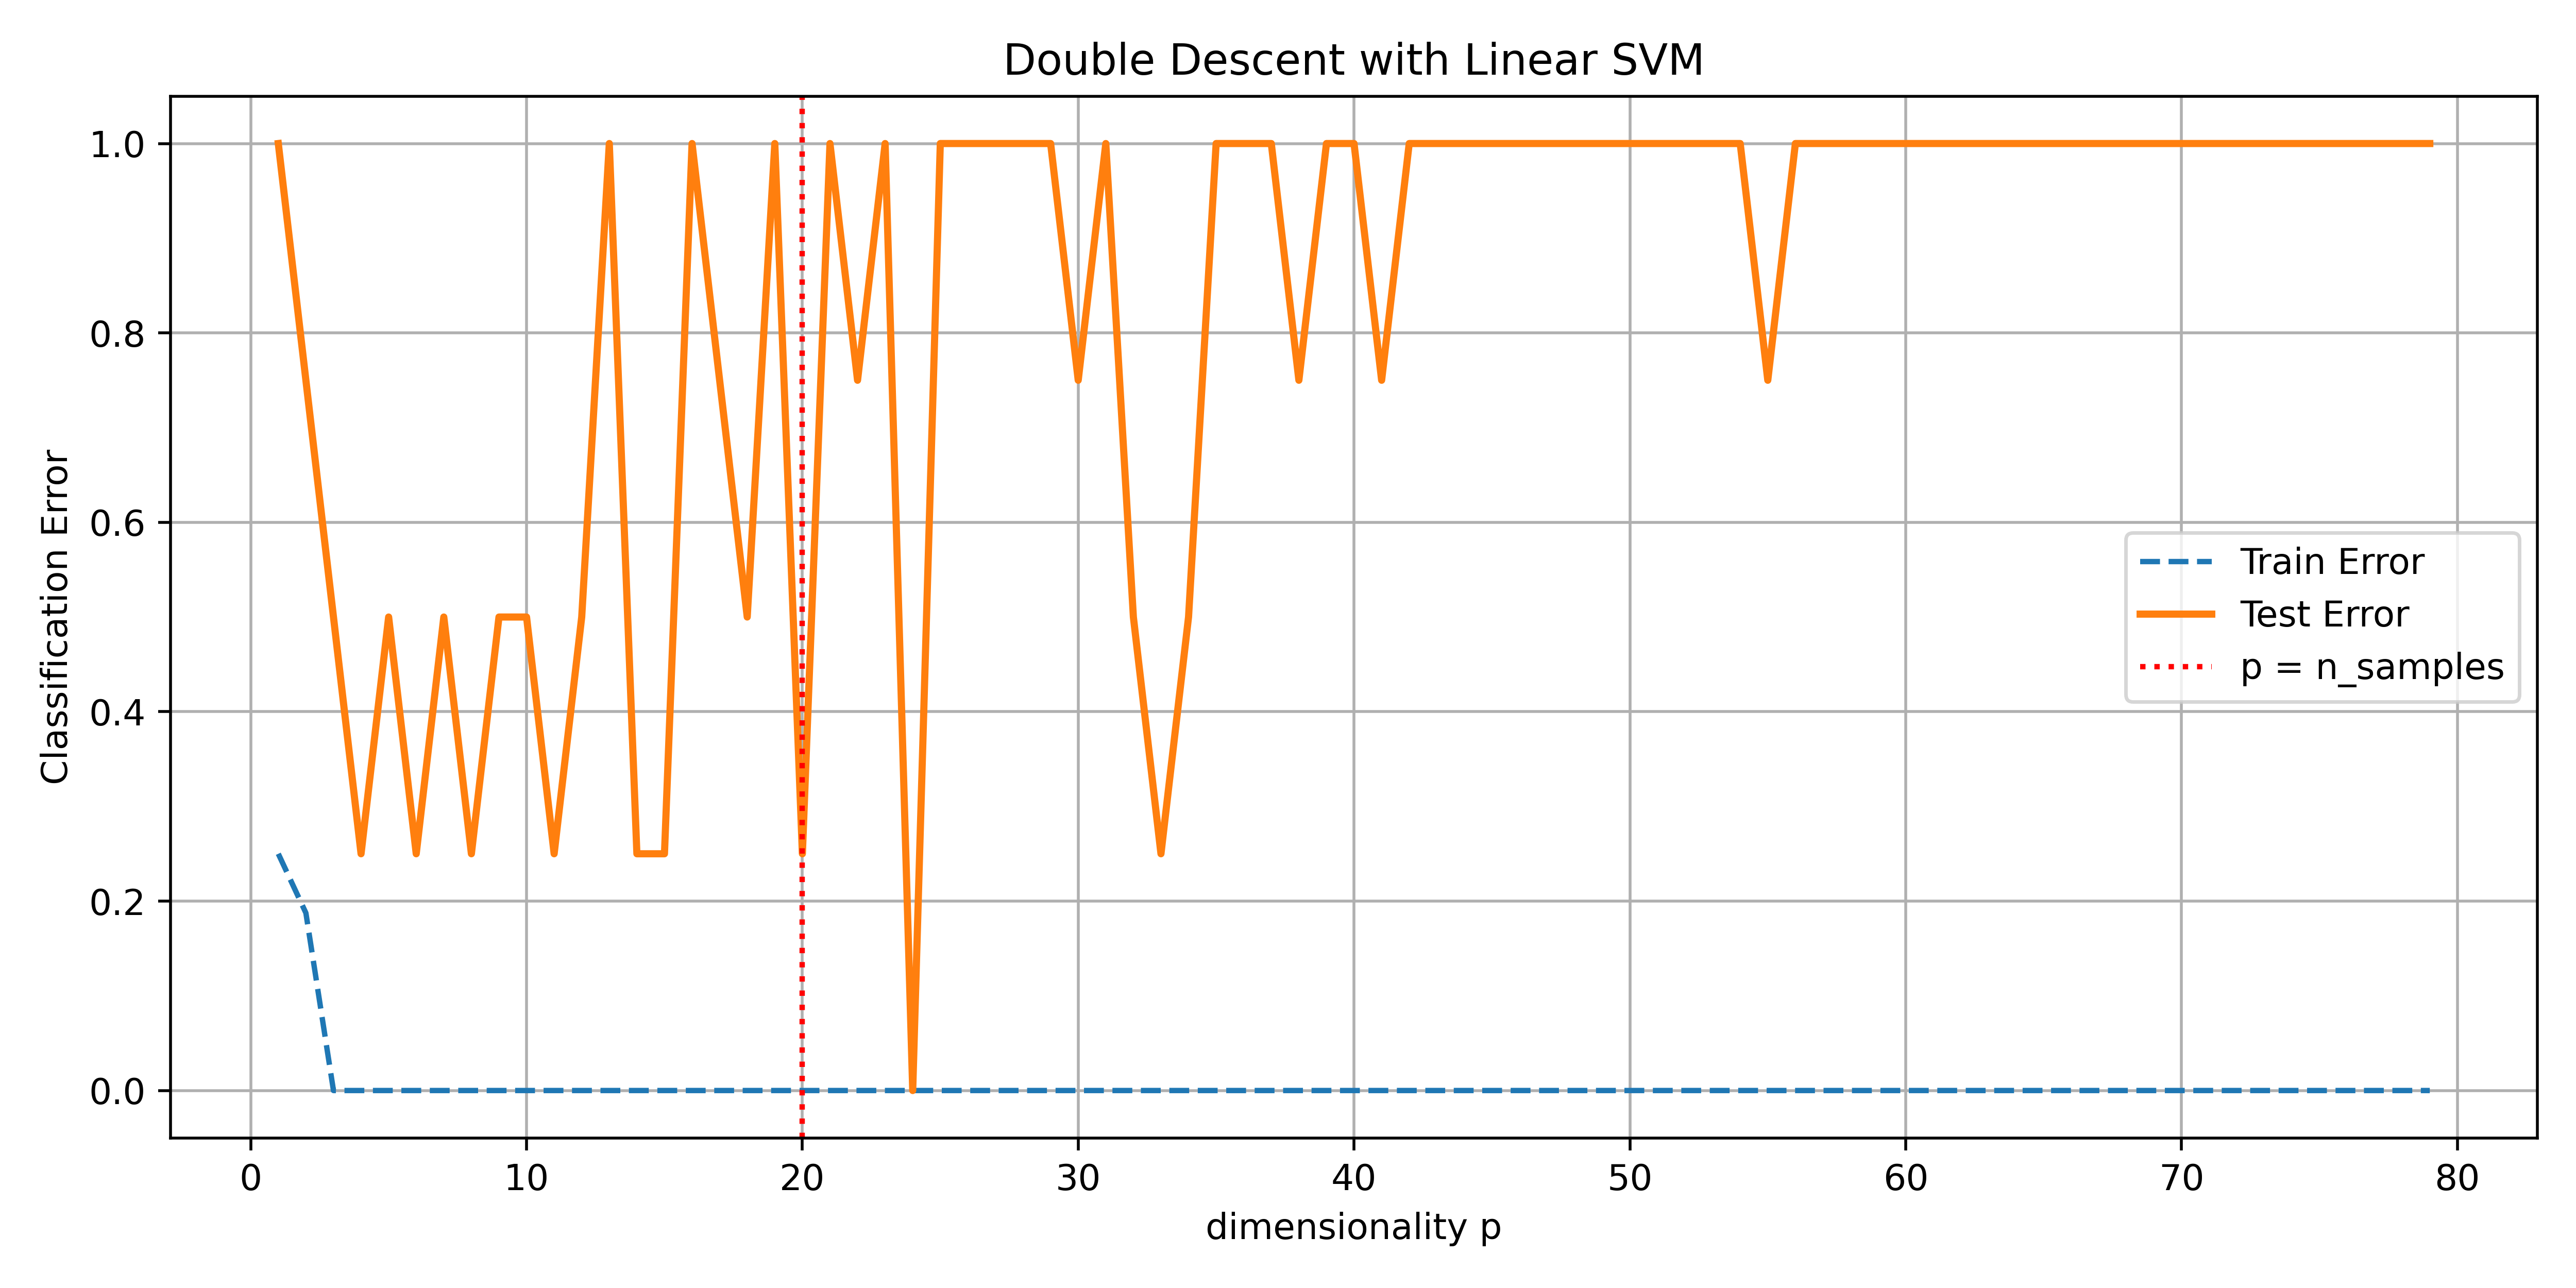 Double Descent with Linear SVM
Classification Error
1.0
0.8
0.6
0.4
0.2
0.0
Train Error
Test Error
p = n_samples
0 10 20 30 40 50 60 70 80
dimensionality p